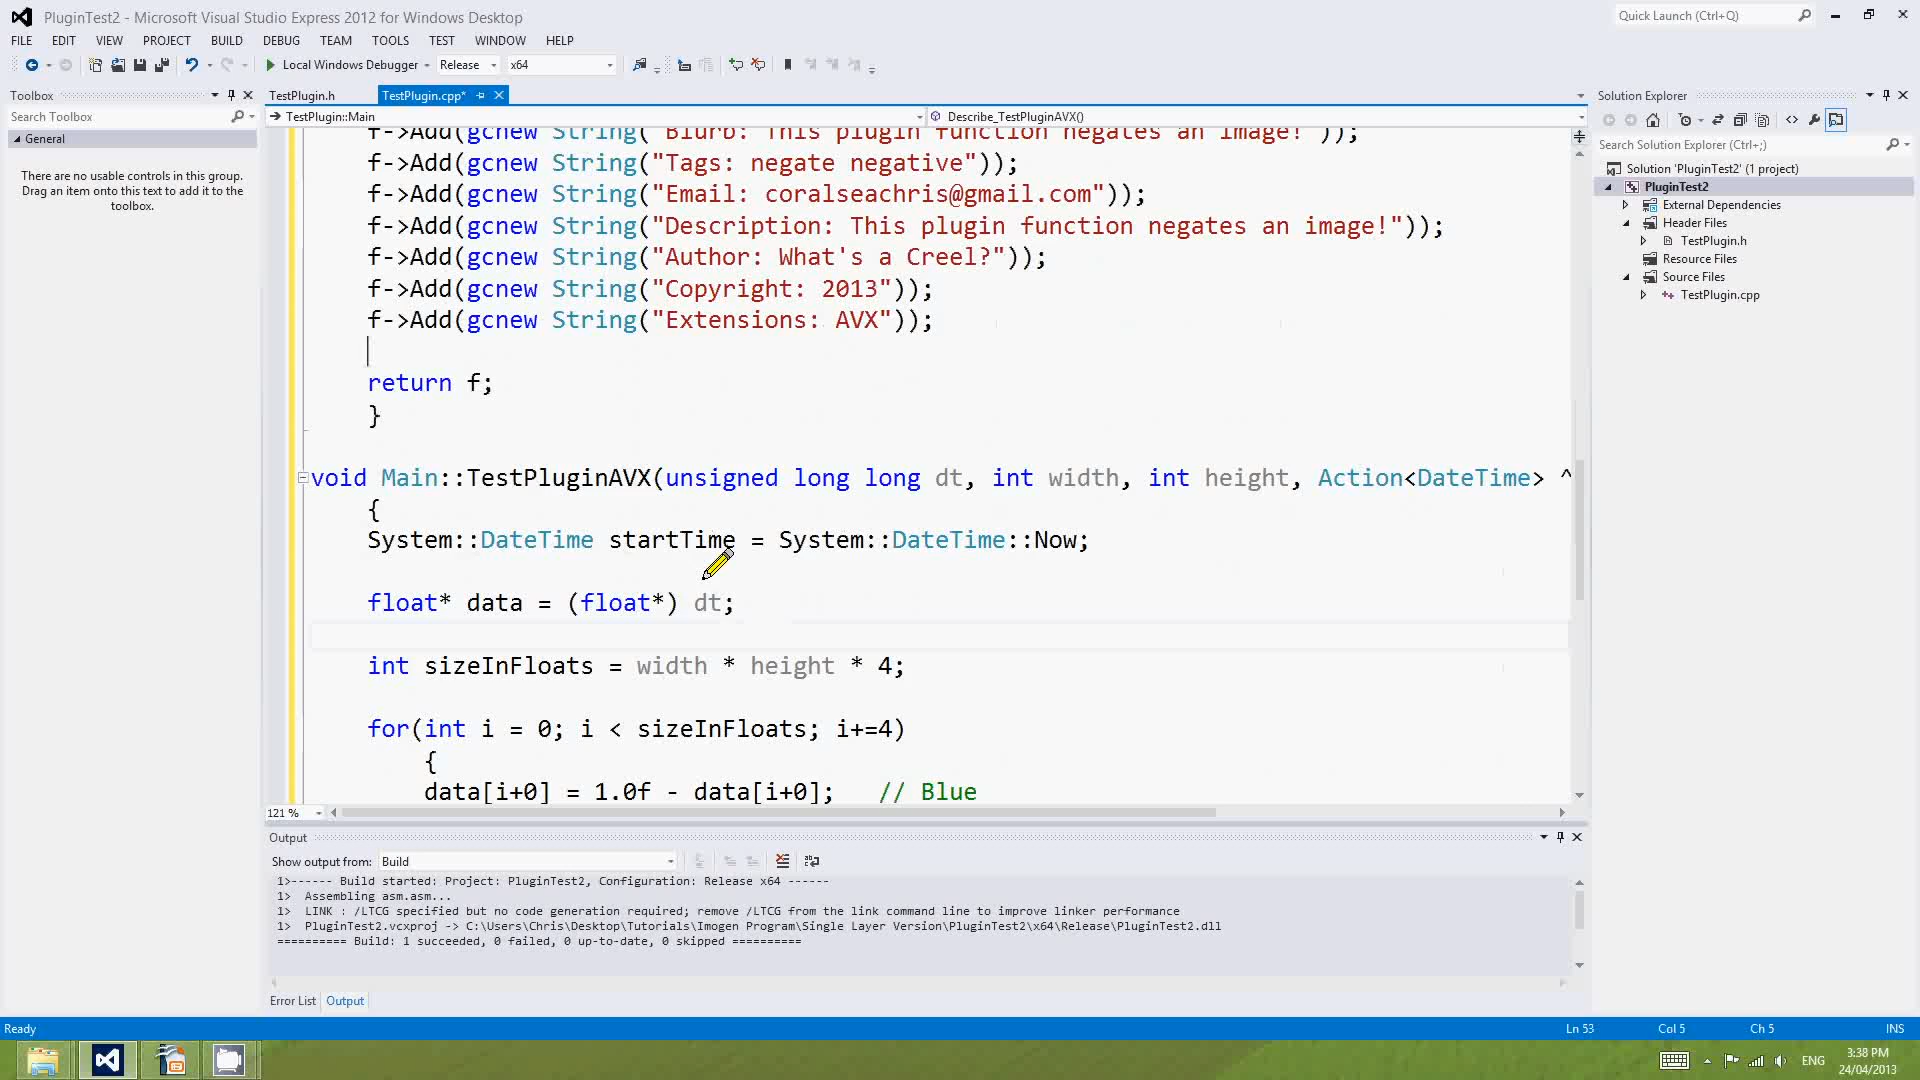 PluginTest2 - Microsoft Visual Studio Express 2012 for Windows Desktop
Quick Launch (Ctrl+Q)
FILE EDIT VIEW PROJECT BUILD DEBUG TEAM TOOLS TEST WINDOW HELP
Local Windows Debugger Release x64
Toolbox
Search Toolbox
General
There are no usable controls in this group.
Drag an item onto this text to add it to the
toolbox.
TestPlugin.h TestPlugin.cpp*
TestPlugin::Main Describe_TestPluginAVX()
f->Add(gcnew String("Blurb: This plugin function negates an image!"));
f->Add(gcnew String("Tags: negate negative"));
f->Add(gcnew String("Email: coralseachris@gmail.com"));
f->Add(gcnew String("Description: This plugin function negates an image!"));
f->Add(gcnew String("Author: What's a Creel?"));
f->Add(gcnew String("Copyright: 2013"));
f->Add(gcnew String("Extensions: AVX"));
return f;
}
void Main::TestPluginAVX(unsigned long long dt, int width, int height, Action<DateTime> ^
{
System::DateTime startTime = System::DateTime::Now;
float* data = (float*) dt;
int sizeInFloats = width * height * 4;
for(int i = 0; i < sizeInFloats; i+=4)
{
data[i+0] = 1.0f - data[i+0]; // Blue
121 %
Output
Show output from: Build
1>------ Build started: Project: PluginTest2, Configuration: Release x64 ------
1> Assembling asm.asm...
1> LINK : /LTCG specified but no code generation required; remove /LTCG from the link command line to improve linker performance
1> PluginTest2.vcxproj -> C:\Users\Chris\Desktop\Tutorials\Imogen Program\Single Layer Version\PluginTest2\x64\Release\PluginTest2.dll
========== Build: 1 succeeded, 0 failed, 0 up-to-date, 0 skipped ==========
Error List Output
Solution Explorer
Search Solution Explorer (Ctrl+;)
Solution 'PluginTest2' (1 project)
PluginTest2
External Dependencies
Header Files
TestPlugin.h
Resource Files
Source Files
TestPlugin.cpp
Ready Ln 53 Col 5 Ch 5 INS
ENG 3:38 PM
24/04/2013